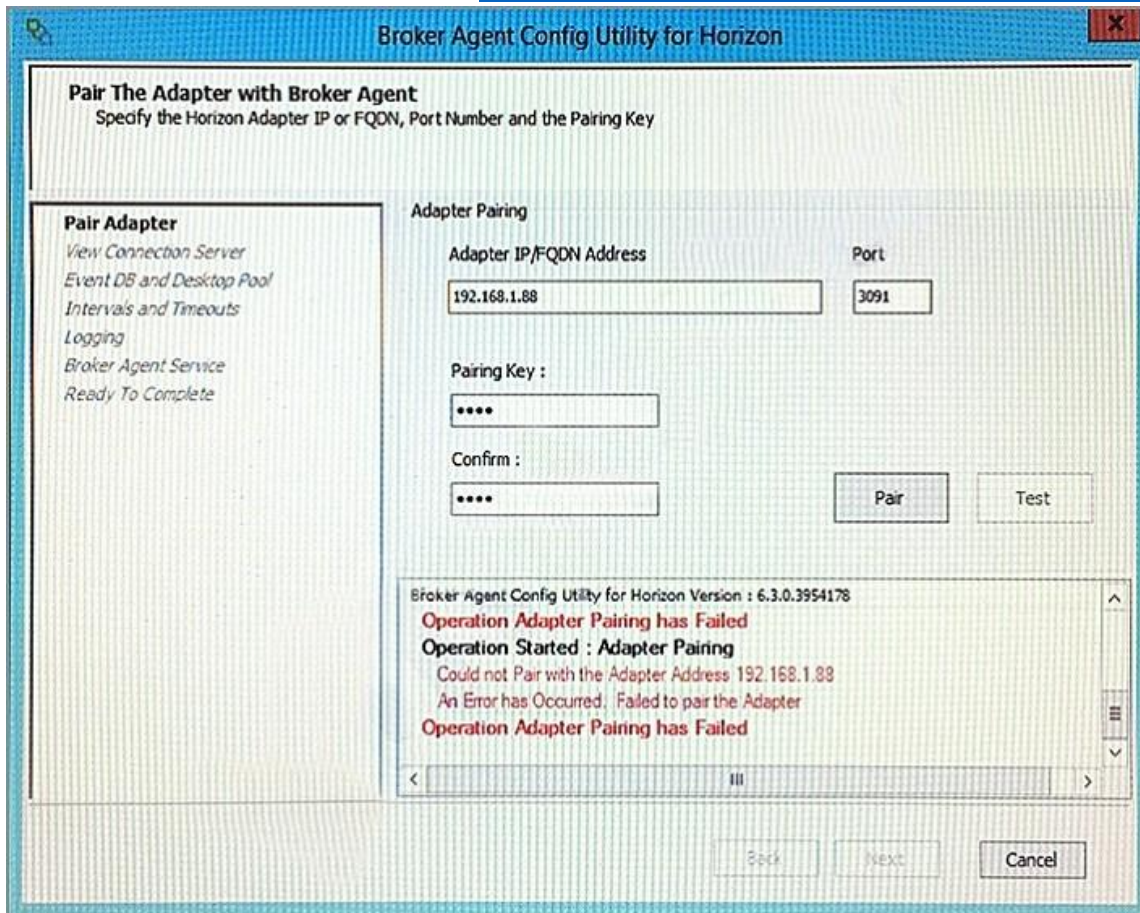 Broker Agent Config Utility for Horizon
X
Pair The Adapter with Broker Agent
Specify the Horizon Adapter IP or FQDN, Port Number and the Pairing Key
Pair Adapter
View Connection Server
Event DB and Desktop Pool
Intervals and Timeouts
Logging
Broker Agent Service
Ready To Complete
Adapter Pairing
Adapter IP/FQDN Address
Port
192.168.1.88
3091
Pairing Key :
••••
Confirm :
••••
Pair
Test
Broker Agent Config Utility for Horizon Version : 6.3.0.3954178
Operation Adapter Pairing has Failed
Operation Started : Adapter Pairing
Could not Pair with the Adapter Address 192.168.1.88
An Error has Occurred. Failed to pair the Adapter
Operation Adapter Pairing has Failed
Back
Next
Cancel